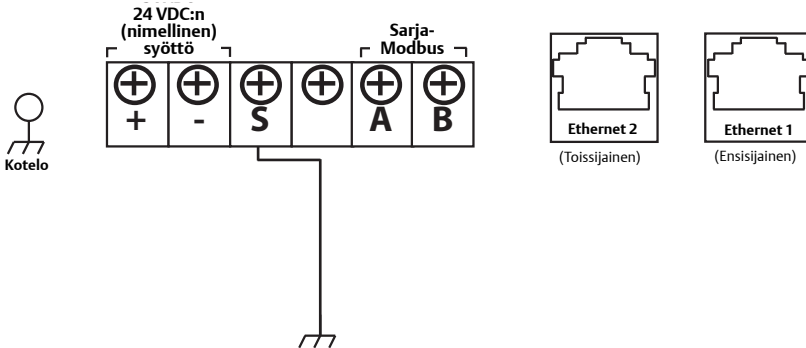 24 VDC:n
(nimellinen)
syöttö
Sarja-
Modbus
+ - S A B
Kotelo
Ethernet 2
(Toissijainen)
Ethernet 1
(Ensisijainen)